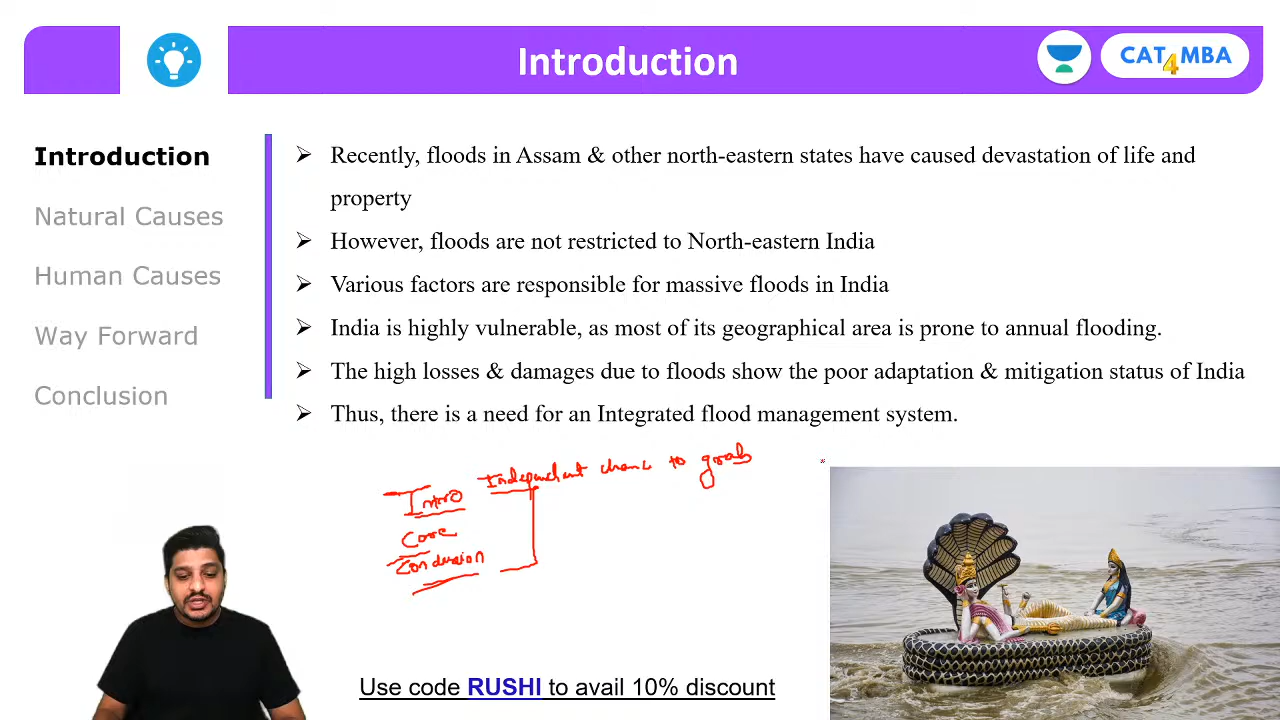 Introduction
CAT4MBA
Introduction
Natural Causes
Human Causes
Way Forward
Conclusion
➢ Recently, floods in Assam & other north-eastern states have caused devastation of life and
property
➢ However, floods are not restricted to North-eastern India
➢ Various factors are responsible for massive floods in India
➢ India is highly vulnerable, as most of its geographical area is prone to annual flooding.
➢ The high losses & damages due to floods show the poor adaptation & mitigation status of India
➢ Thus, there is a need for an Integrated flood management system.
Independent to grab
Intro
Core
Conclusion
Use code RUSHI to avail 10% discount